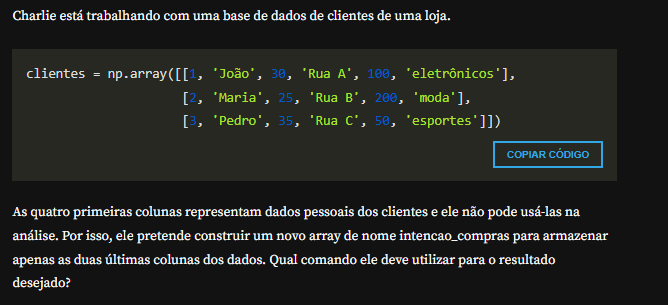 Charlie está trabalhando com uma base de dados de clientes de uma loja.
clientes = np.array([[1, 'João', 30, 'Rua A', 100, 'eletrônicos'],
[2, 'Maria', 25, 'Rua B', 200, 'moda'],
[3, 'Pedro', 35, 'Rua C', 50, 'esportes']])
COPIAR CÓDIGO
As quatro primeiras colunas representam dados pessoais dos clientes e ele não pode usá-las na
análise. Por isso, ele pretende construir um novo array de nome intencao_compras para armazenar
apenas as duas últimas colunas dos dados. Qual comando ele deve utilizar para o resultado
desejado?